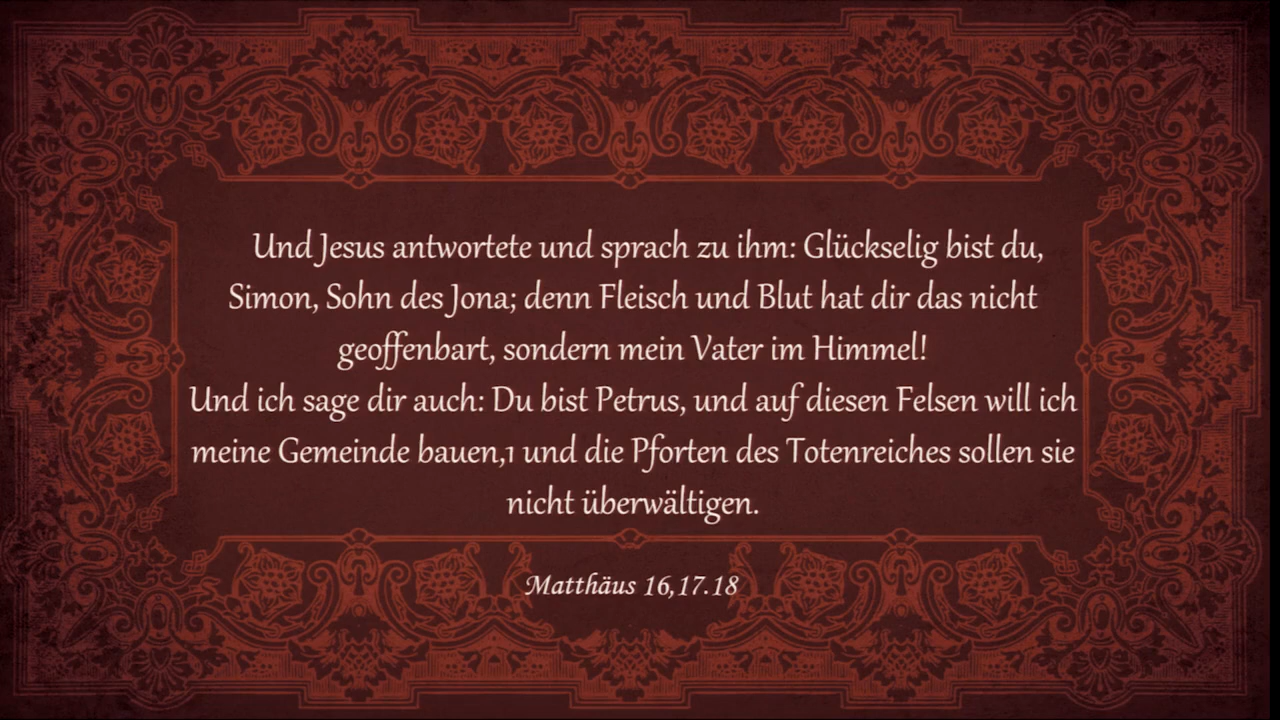 Und Jesus antwortete und sprach zu ihm: Glückselig bist du,
Simon, Sohn des Jona; denn Fleisch und Blut hat dir das nicht
geoffenbart, sondern mein Vater im Himmel!
Und ich sage dir auch: Du bist Petrus, und auf diesen Felsen will ich
meine Gemeinde bauen,1 und die Pforten des Totenreiches sollen sie
nicht überwältigen.
Matthäus 16,17.18